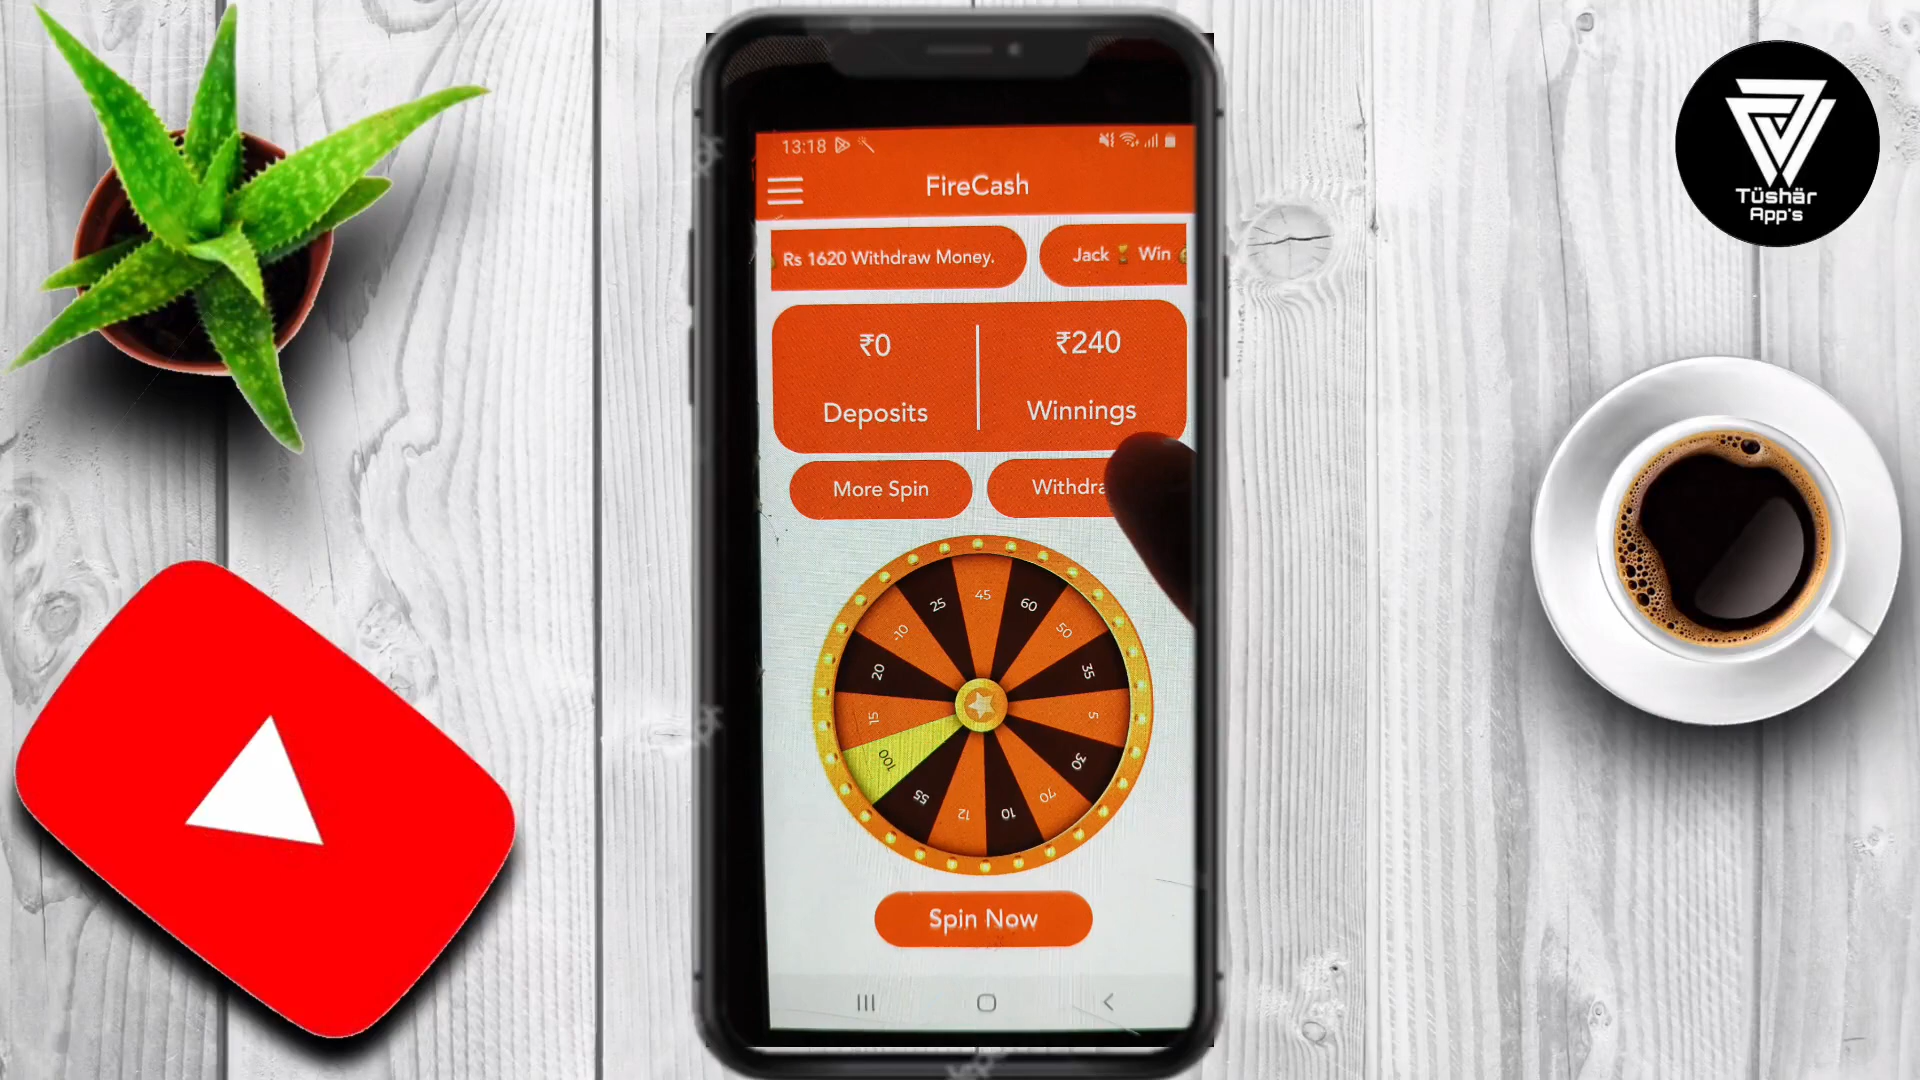 13:18
FireCash
Rs 1620 Withdraw Money.
Jack Win
₹0
₹240
Deposits
Winnings
More Spin
25
45
60
-10
50
20
35
15
5
100
30
55
70
12
10
Spin Now
Tüshär
App's